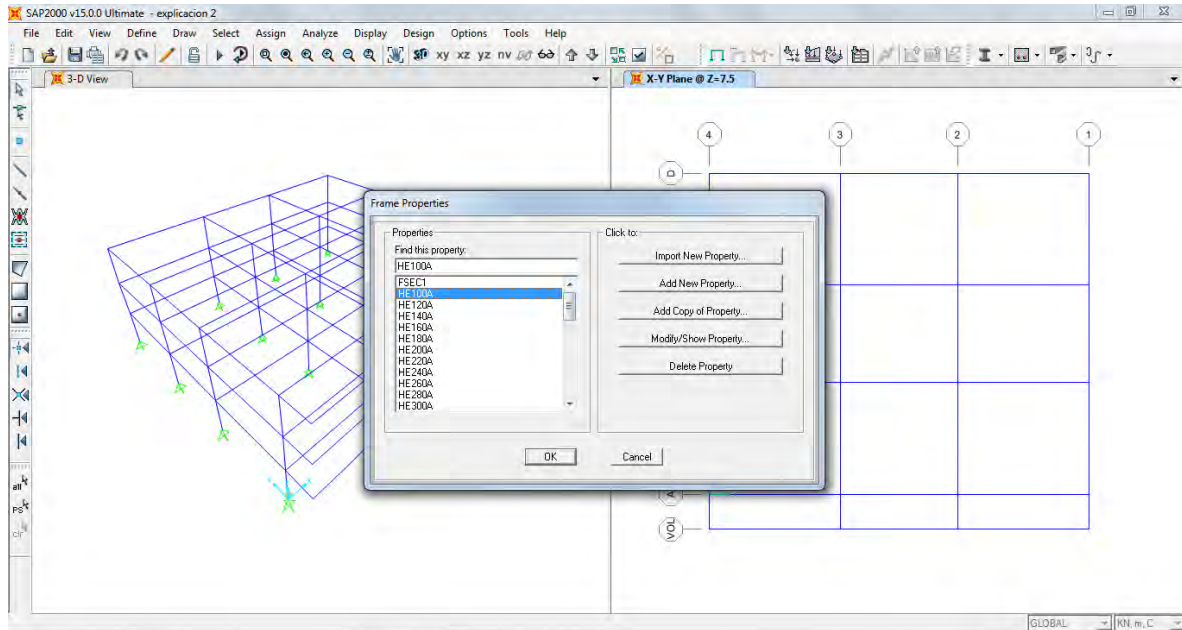 SAP2000 v15.0.0 Ultimate - explicacion 2
File Edit View Define Draw Select Assign Analyze Display Design Options Tools Help
xy xz yz nv
3-D View
X-Y Plane @ Z=7.5
4 3 2 1
D
Frame Properties
Properties
Find this property:
HE100A
FSEC1
HE100A
HE120A
HE140A
HE160A
HE180A
HE200A
HE220A
HE240A
HE260A
HE280A
HE300A
Click to:
Import New Property...
Add New Property...
Add Copy of Property...
Modify/Show Property...
Delete Property
OK Cancel
A
VOL
all
PS
clr
GLOBAL KN, m, C